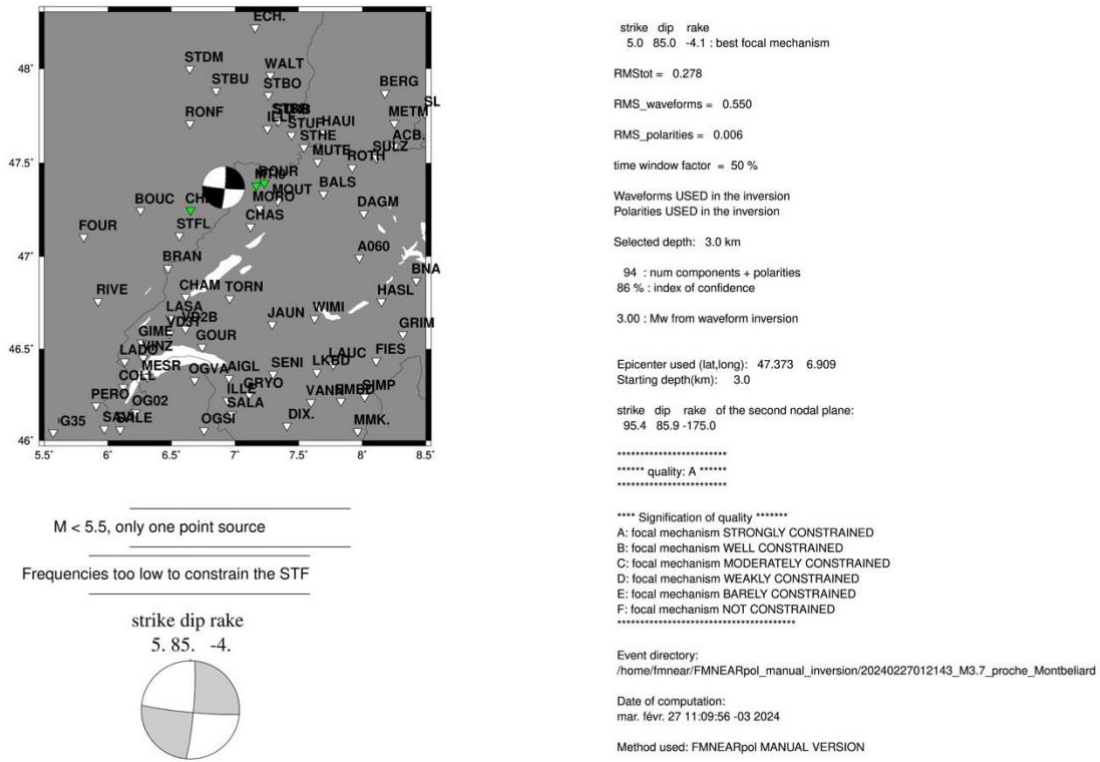 ECH.
STDM
WALT
48°
STBU
STBO
BERG
SL
RONF
METM
HAUI
STUF
ACB.
STHE
SULZ
MUTE
ROTH
47.5°
BOUR
BALS
MOUT
BOUC
MORO
DAGM
CHAS
FOUR
STFL
A060
47°
BRAN
BNA
CHAM
TORN
HASL
RIVE
LASA
JAUN
WIMI
VD2B
GRIM
GIME
GOUR
46.5°
VINZ
LAUC
FIES
LADO
SENI
LKBD
MESR
OGVA
AIGL
COLL
GRYO
SIMP
ILLE
VANN
EMBD
PERO
OG02
SALA
G35
SALE
OGSI
DIX.
MMK.
46°
5.5°
6°
6.5°
7°
7.5°
8°
8.5°
M < 5.5, only one point source
Frequencies too low to constrain the STF
strike dip rake
5. 85. -4.
strike dip rake
5.0 85.0 -4.1 : best focal mechanism
RMStot = 0.278
RMS_waveforms = 0.550
RMS_polarities = 0.006
time window factor = 50 %
Waveforms USED in the inversion
Polarities USED in the inversion
Selected depth: 3.0 km
94 : num components + polarities
86 % : index of confidence
3.00 : Mw from waveform inversion
Epicenter used (lat,long): 47.373 6.909
Starting depth(km): 3.0
strike dip rake of the second nodal plane:
95.4 85.9 -175.0
************************
****** quality: A ******
************************
**** Signification of quality *******
A: focal mechanism STRONGLY CONSTRAINED
B: focal mechanism WELL CONSTRAINED
C: focal mechanism MODERATELY CONSTRAINED
D: focal mechanism WEAKLY CONSTRAINED
E: focal mechanism BARELY CONSTRAINED
F: focal mechanism NOT CONSTRAINED
***************************************
Event directory:
/home/fmnear/FMNEARpol_manual_inversion/20240227012143_M3.7_proche_Montbeliard
Date of computation:
mar. févr. 27 11:09:56 -03 2024
Method used: FMNEARpol MANUAL VERSION